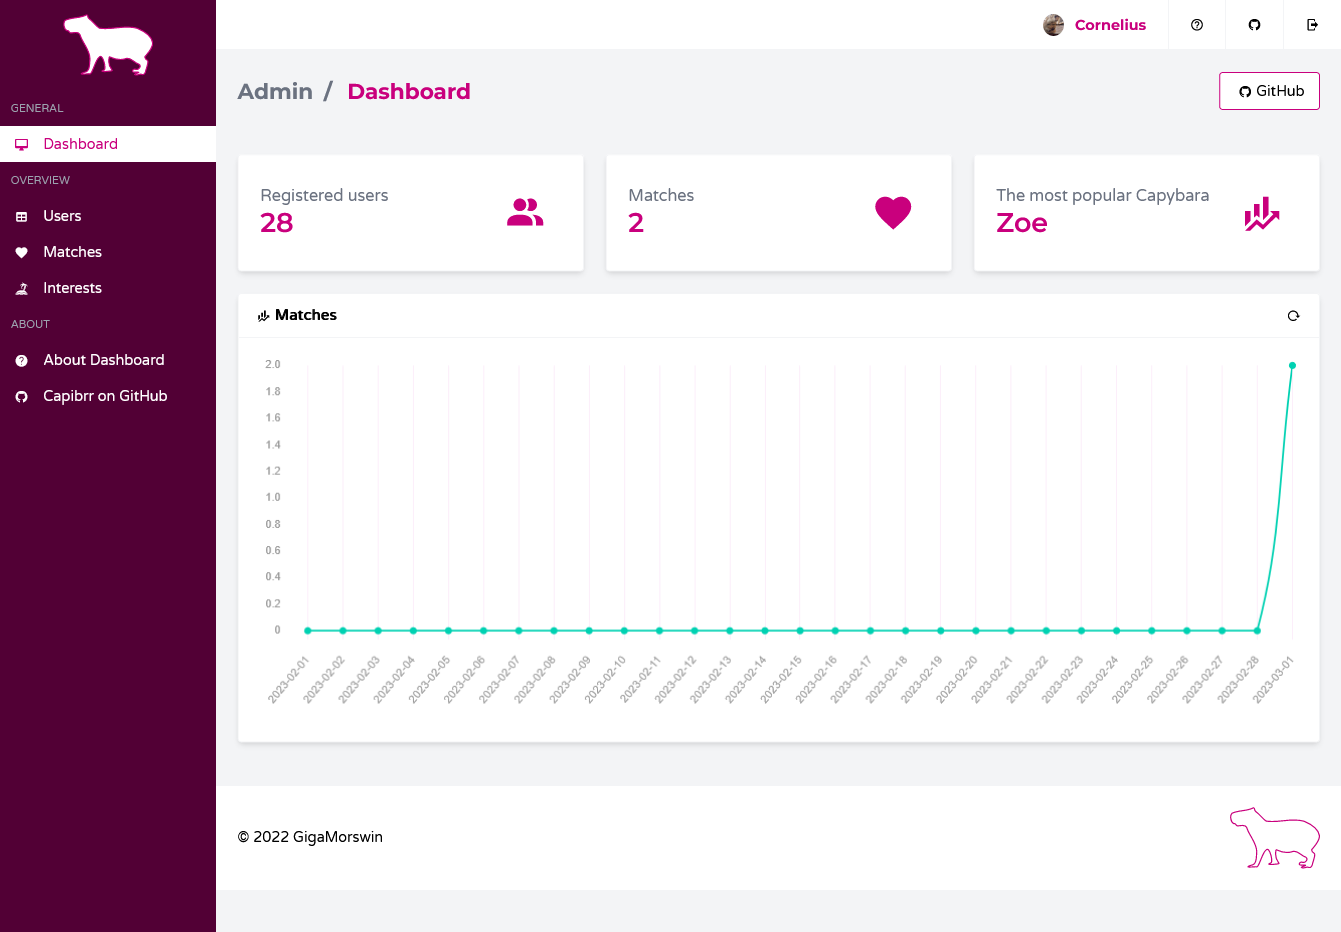 Cornelius
GENERAL
Dashboard
OVERVIEW
Users
Matches
Interests
ABOUT
About Dashboard
Capibrr on GitHub
Admin / Dashboard
GitHub
Registered users
28
Matches
2
The most popular Capybara
Zoe
Matches
2.0
1.8
1.6
1.4
1.2
1.0
0.8
0.6
0.4
0.2
0
2023-02-01
2023-02-02
2023-02-03
2023-02-04
2023-02-05
2023-02-06
2023-02-07
2023-02-08
2023-02-09
2023-02-10
2023-02-11
2023-02-12
2023-02-13
2023-02-14
2023-02-15
2023-02-16
2023-02-17
2023-02-18
2023-02-19
2023-02-20
2023-02-21
2023-02-22
2023-02-23
2023-02-24
2023-02-25
2023-02-26
2023-02-27
2023-02-28
2023-03-01
© 2022 GigaMorswin